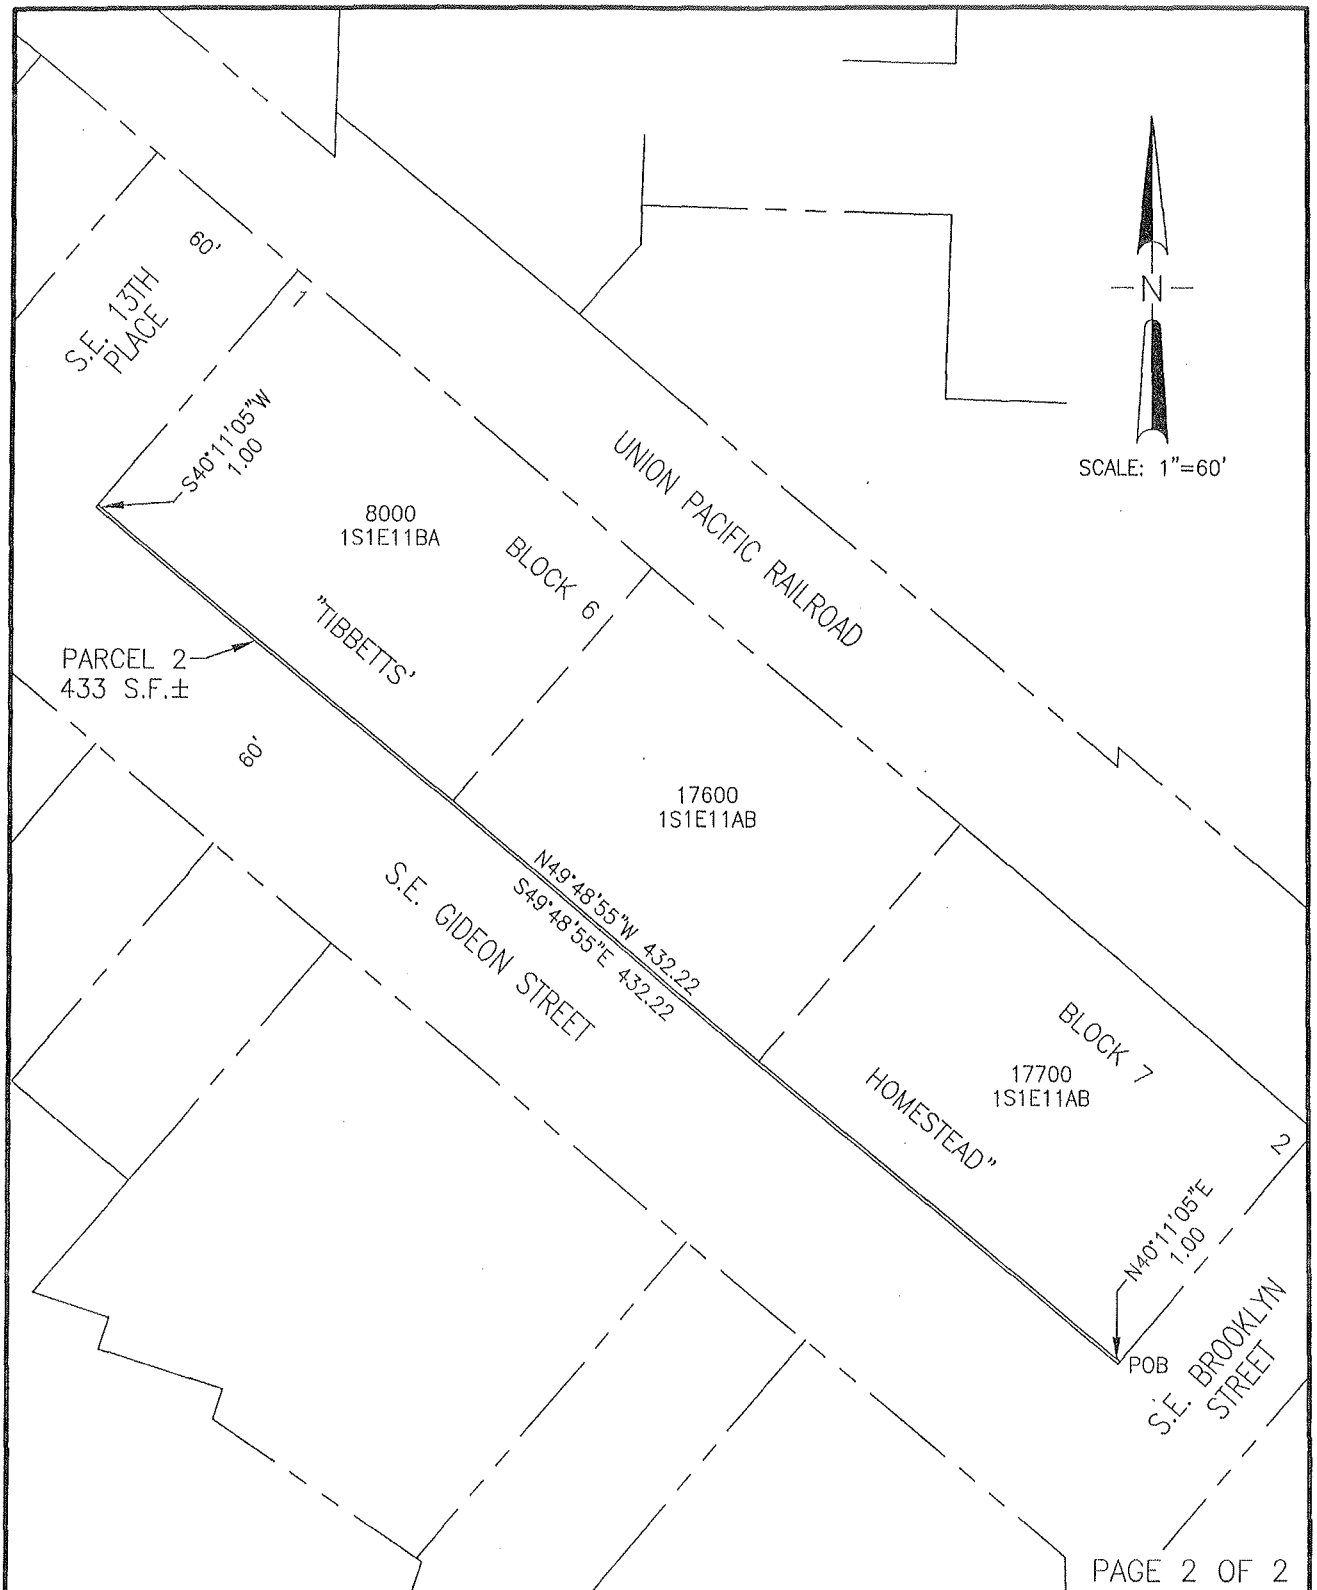 60'
S.E. 13TH
PLACE
1
N
SCALE: 1"=60'
S40°11'05"W
1.00
8000
1S1E11BA
BLOCK 6
UNION PACIFIC RAILROAD
"TIBBETTS'
PARCEL 2
433 S.F.±
60'
17600
1S1E11AB
S.E. GIDEON STREET
N49°48'55"W 432.22
S49°48'55"E 432.22
BLOCK 7
17700
1S1E11AB
HOMESTEAD"
2
N40°11'05"E
1.00
POB
S.E. BROOKLYN
STREET
PAGE 2 OF 2